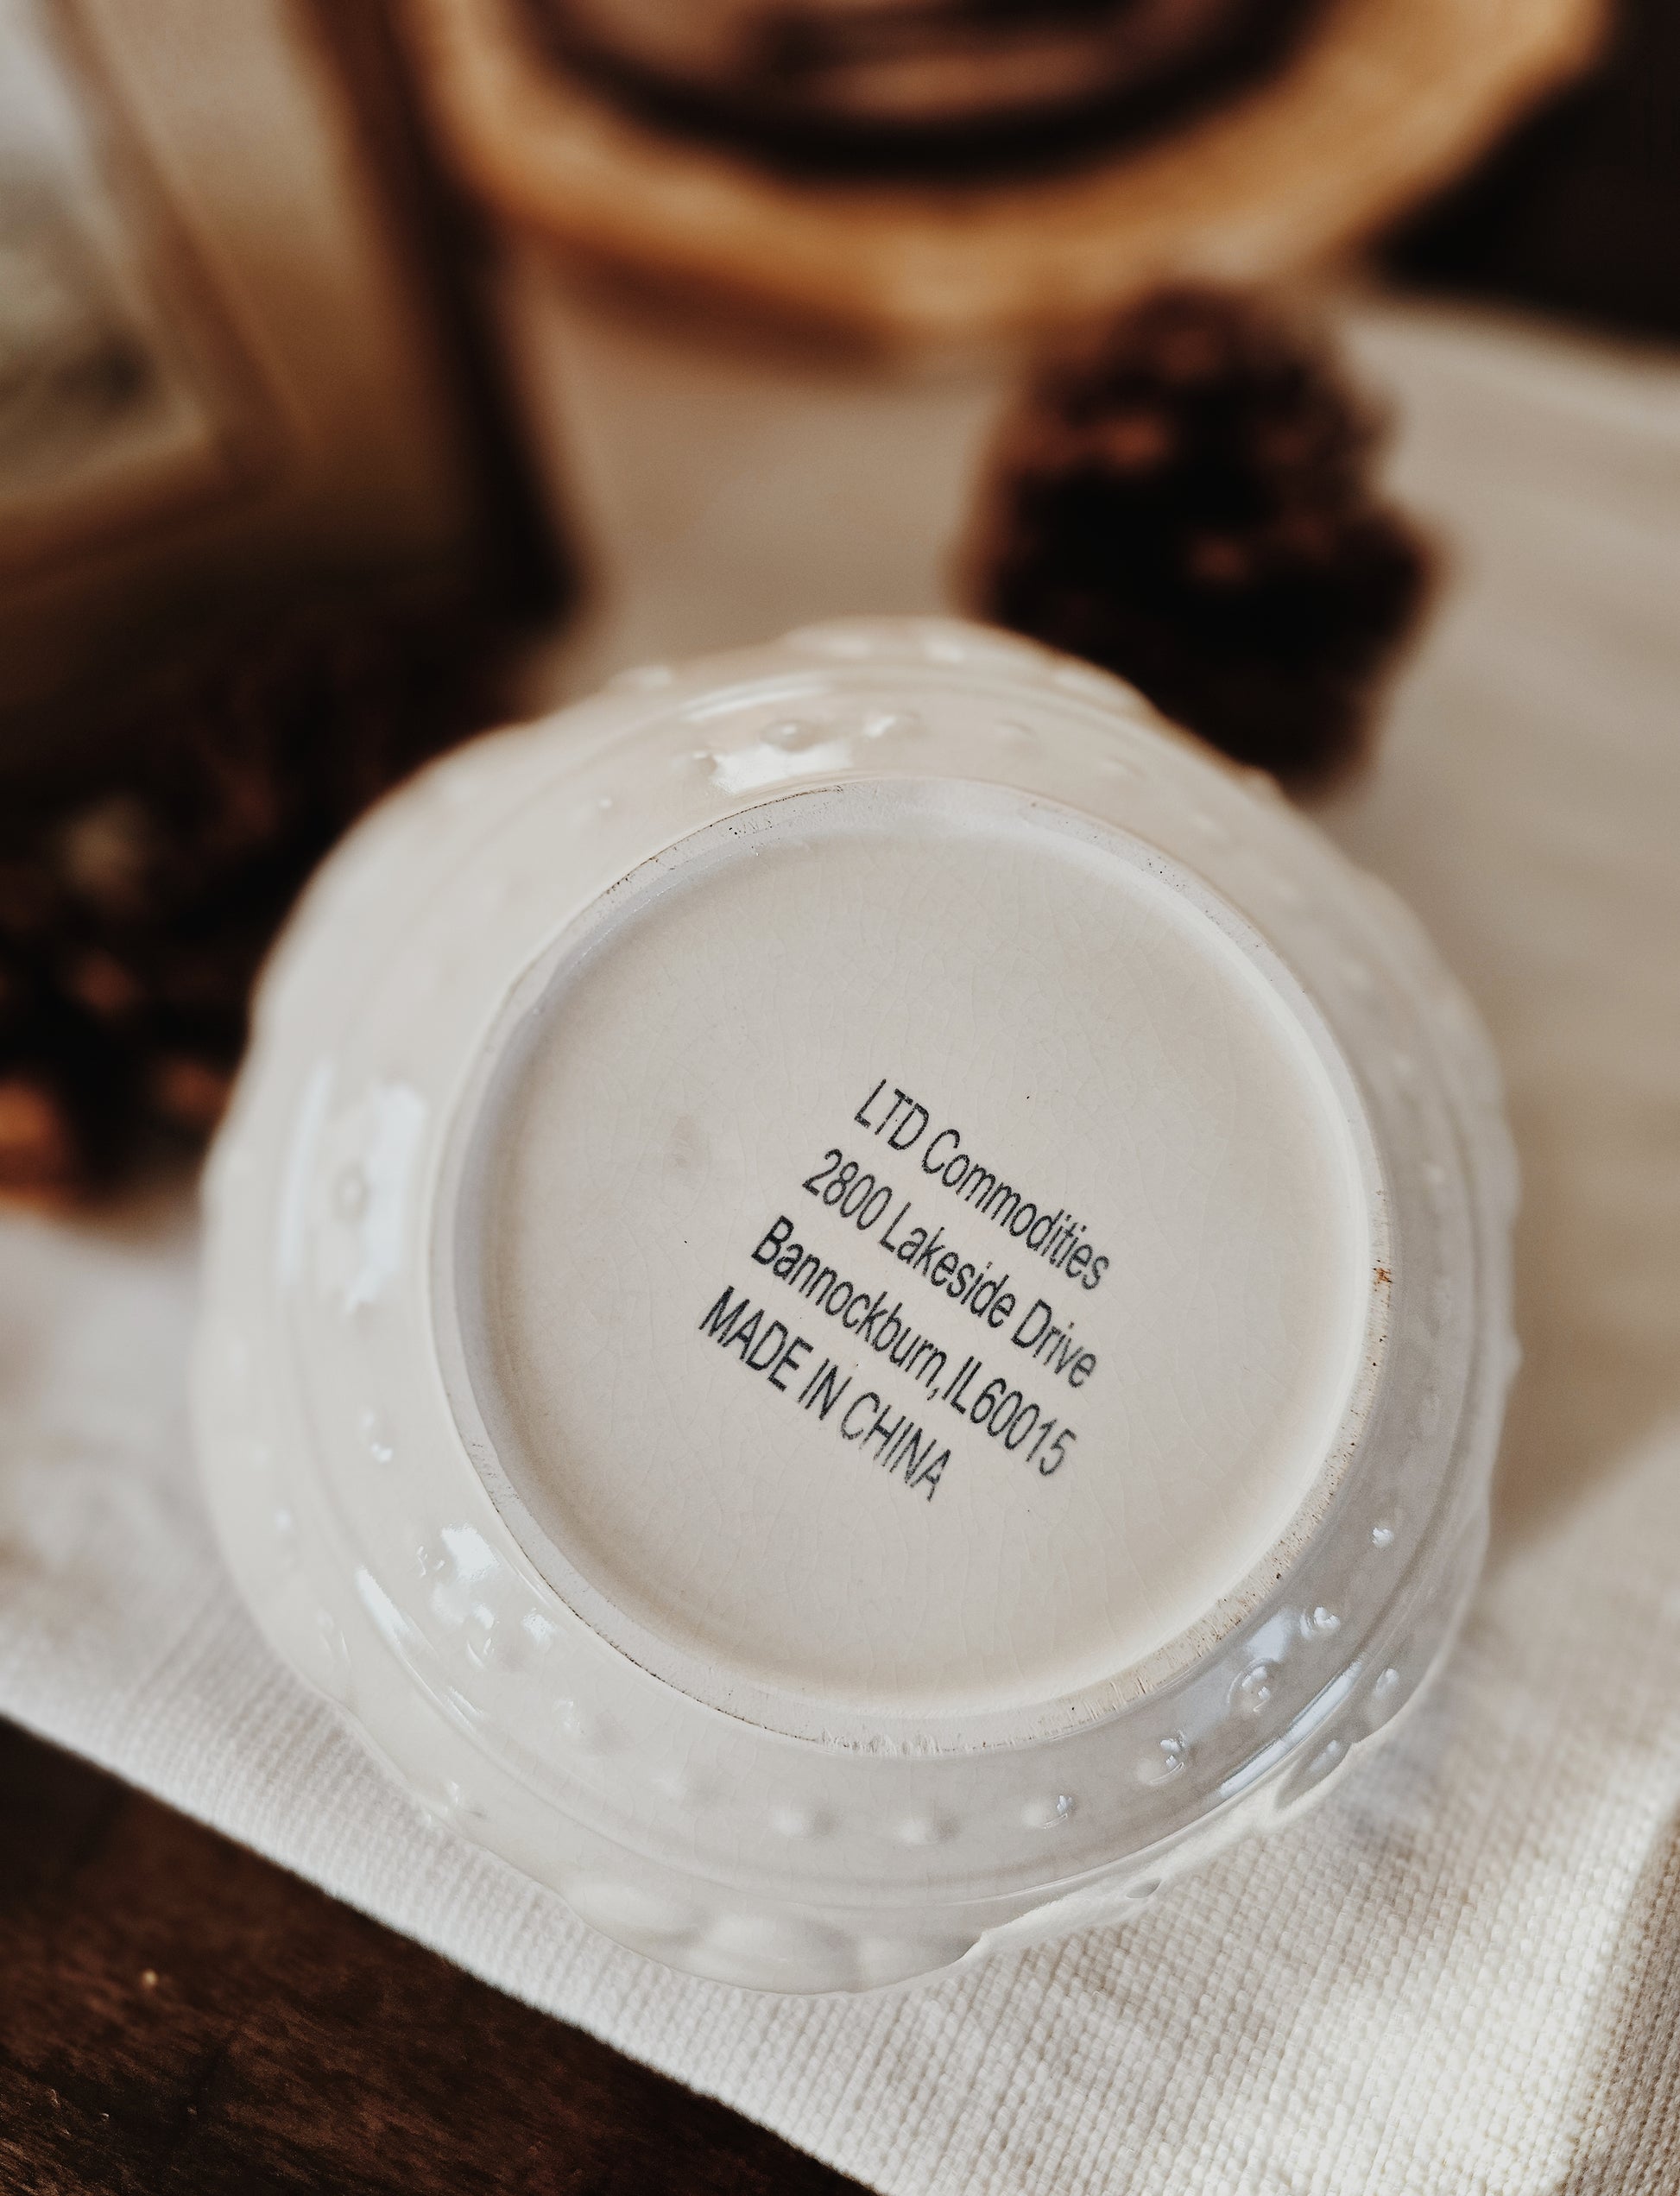 LTD Commodities
2800 Lakeside Drive
Bannockburn,IL60015
MADE IN CHINA